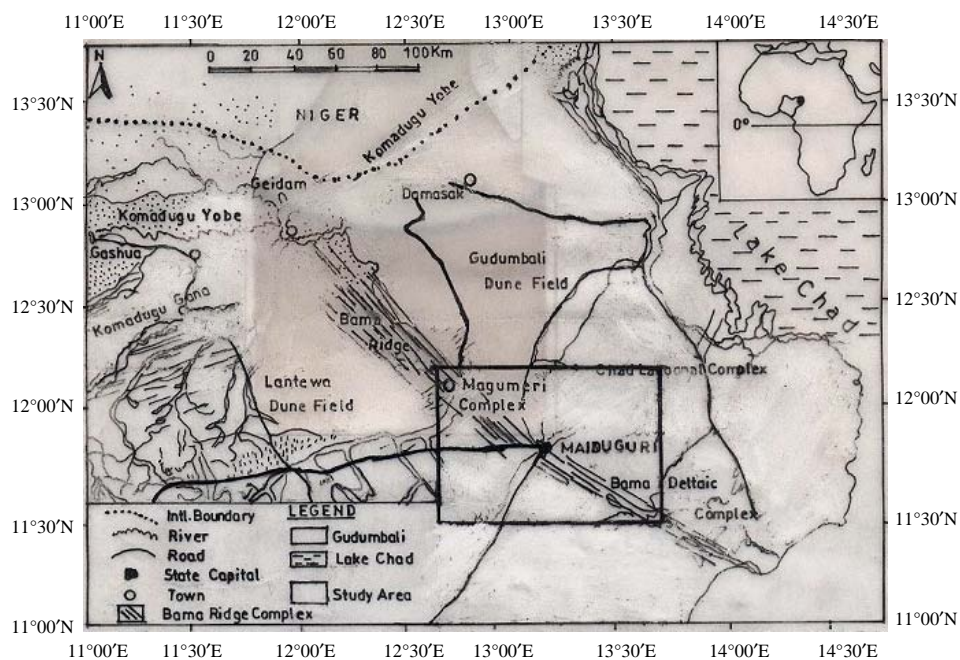 11°00′E 11°30′E 12°00′E 12°30′E 13°00′E 13°30′E 14°00′E 14°30′E
N
0 20 40 60 80 100Km
13°30′N
13°30′N
NIGER
Komadugu Yobe
0°
Geidam
Damasak
13°00′N
13°00′N
Komadugu Yobe
Lake Chad
Gashua
Gudumbali
Dune Field
12°30′N
12°30′N
Komadugu Gana
Bama
Ridge
Chad Lagoonal Complex
Lantewa
Dune Field
Magumeri
Complex
12°00′N
12°00′N
MAIDUGURI
Bama Deltaic
Complex
11°30′N
11°30′N
LEGEND
Intl.Boundary
River
Road
State Capital
Town
Bama Ridge Complex
Gudumbali
Lake Chad
Study Area
11°00′N
11°00′N
11°00′E 11°30′E 12°00′E 12°30′E 13°00′E 13°30′E 14°00′E 14°30′E